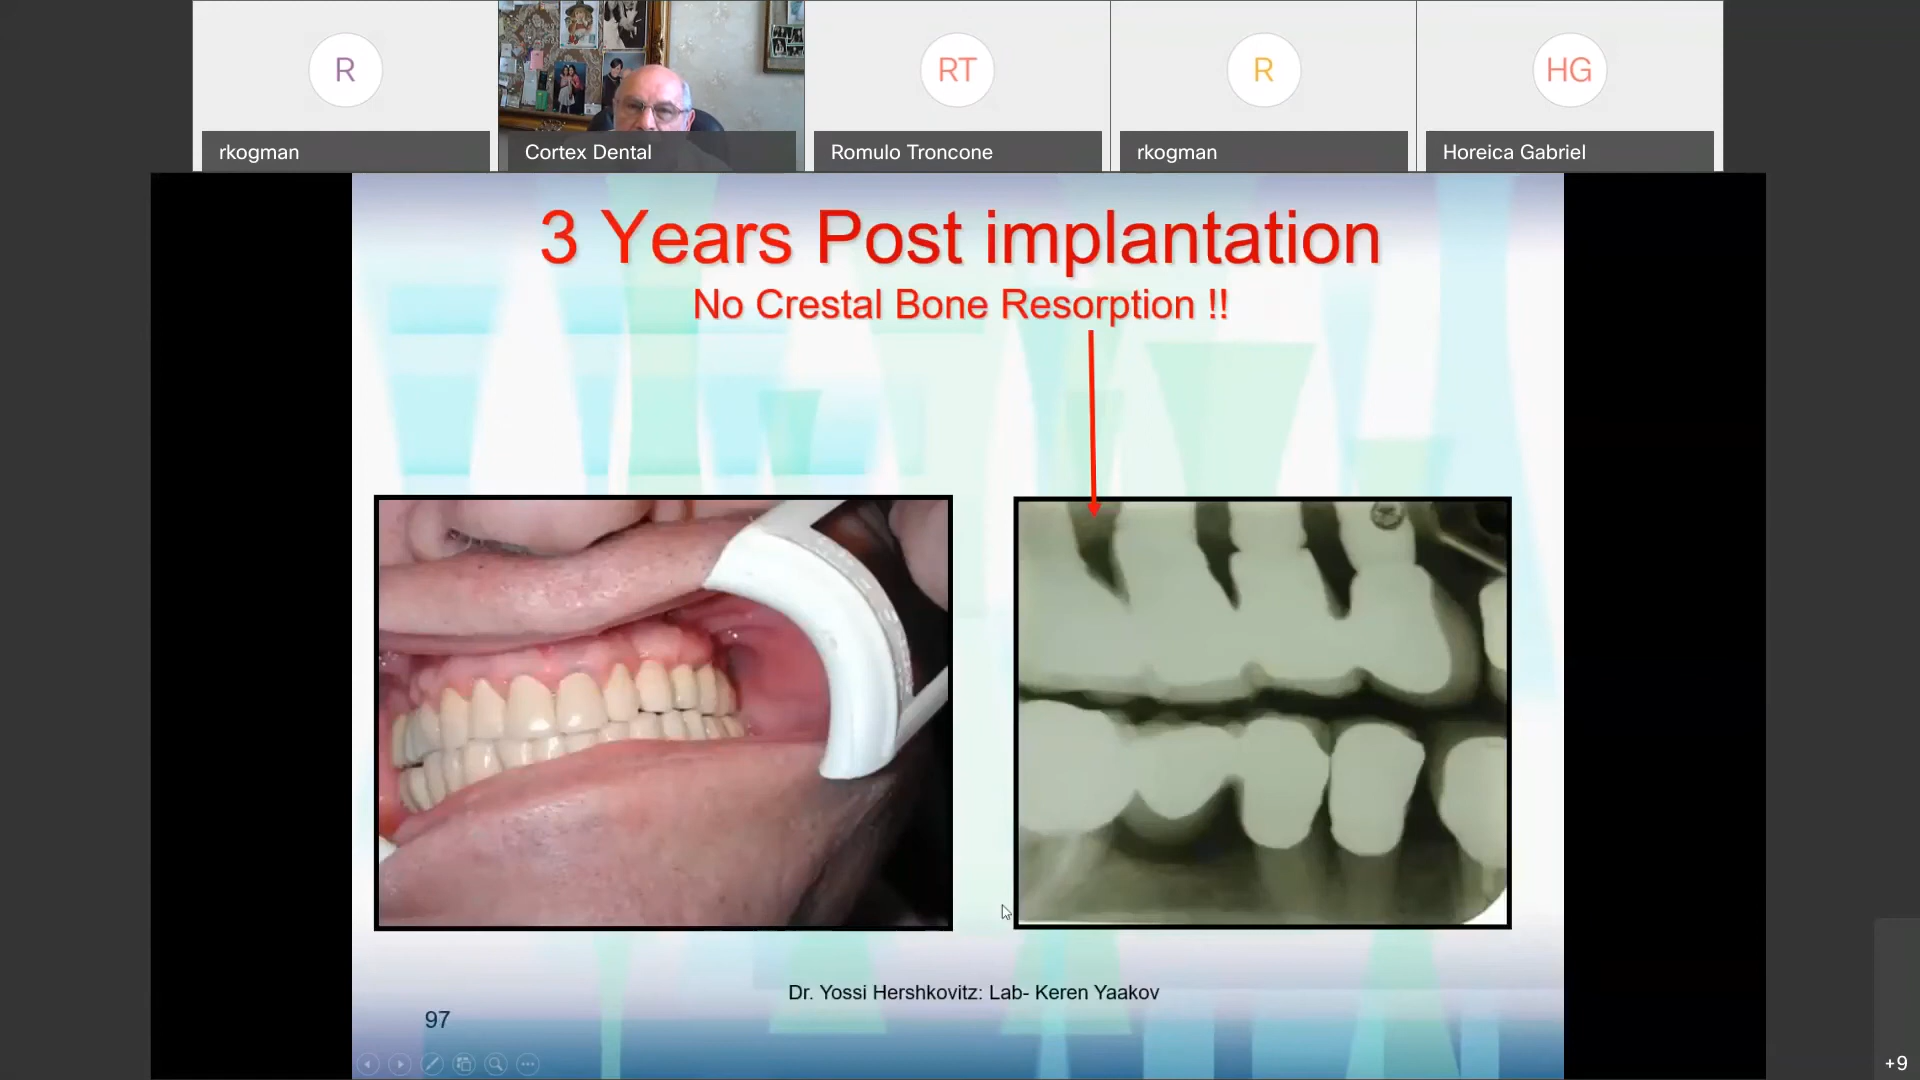 R
RT
R
HG
rkogman
Cortex Dental
Romulo Troncone
rkogman
Horeica Gabriel
3 Years Post implantation
No Crestal Bone Resorption !!
Dr. Yossi Hershkovitz: Lab- Keren Yaakov
97
+9